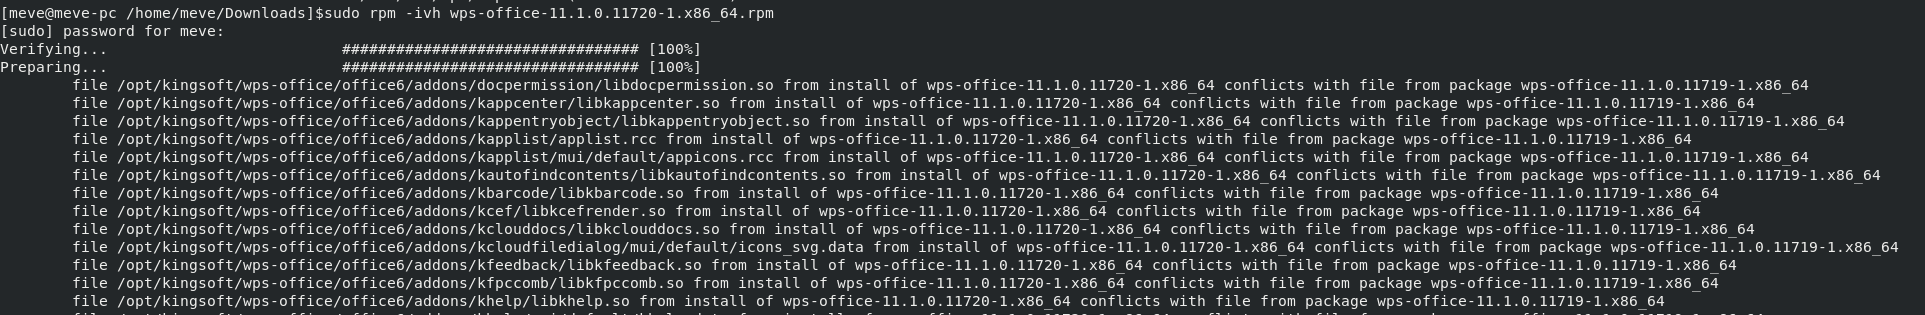 [meve@meve-pc /home/meve/Downloads]$sudo rpm -ivh wps-office-11.1.0.11720-1.x86_64.rpm
[sudo] password for meve:
Verifying... ################################# [100%]
Preparing... ################################# [100%]
file /opt/kingsoft/wps-office/office6/addons/docpermission/libdocpermission.so from install of wps-office-11.1.0.11720-1.x86_64 conflicts with file from package wps-office-11.1.0.11719-1.x86_64
file /opt/kingsoft/wps-office/office6/addons/kappcenter/libkappcenter.so from install of wps-office-11.1.0.11720-1.x86_64 conflicts with file from package wps-office-11.1.0.11719-1.x86_64
file /opt/kingsoft/wps-office/office6/addons/kappentryobject/libkappentryobject.so from install of wps-office-11.1.0.11720-1.x86_64 conflicts with file from package wps-office-11.1.0.11719-1.x86_64
file /opt/kingsoft/wps-office/office6/addons/kapplist/applist.rcc from install of wps-office-11.1.0.11720-1.x86_64 conflicts with file from package wps-office-11.1.0.11719-1.x86_64
file /opt/kingsoft/wps-office/office6/addons/kapplist/mui/default/appicons.rcc from install of wps-office-11.1.0.11720-1.x86_64 conflicts with file from package wps-office-11.1.0.11719-1.x86_64
file /opt/kingsoft/wps-office/office6/addons/kautofindcontents/libkautofindcontents.so from install of wps-office-11.1.0.11720-1.x86_64 conflicts with file from package wps-office-11.1.0.11719-1.x86_64
file /opt/kingsoft/wps-office/office6/addons/kbarcode/libkbarcode.so from install of wps-office-11.1.0.11720-1.x86_64 conflicts with file from package wps-office-11.1.0.11719-1.x86_64
file /opt/kingsoft/wps-office/office6/addons/kcef/libkcefrender.so from install of wps-office-11.1.0.11720-1.x86_64 conflicts with file from package wps-office-11.1.0.11719-1.x86_64
file /opt/kingsoft/wps-office/office6/addons/kclouddocs/libkclouddocs.so from install of wps-office-11.1.0.11720-1.x86_64 conflicts with file from package wps-office-11.1.0.11719-1.x86_64
file /opt/kingsoft/wps-office/office6/addons/kcloudfiledialog/mui/default/icons_svg.data from install of wps-office-11.1.0.11720-1.x86_64 conflicts with file from package wps-office-11.1.0.11719-1.x86_64
file /opt/kingsoft/wps-office/office6/addons/kfeedback/libkfeedback.so from install of wps-office-11.1.0.11720-1.x86_64 conflicts with file from package wps-office-11.1.0.11719-1.x86_64
file /opt/kingsoft/wps-office/office6/addons/kfpccomb/libkfpccomb.so from install of wps-office-11.1.0.11720-1.x86_64 conflicts with file from package wps-office-11.1.0.11719-1.x86_64
file /opt/kingsoft/wps-office/office6/addons/khelp/libkhelp.so from install of wps-office-11.1.0.11720-1.x86_64 conflicts with file from package wps-office-11.1.0.11719-1.x86_64